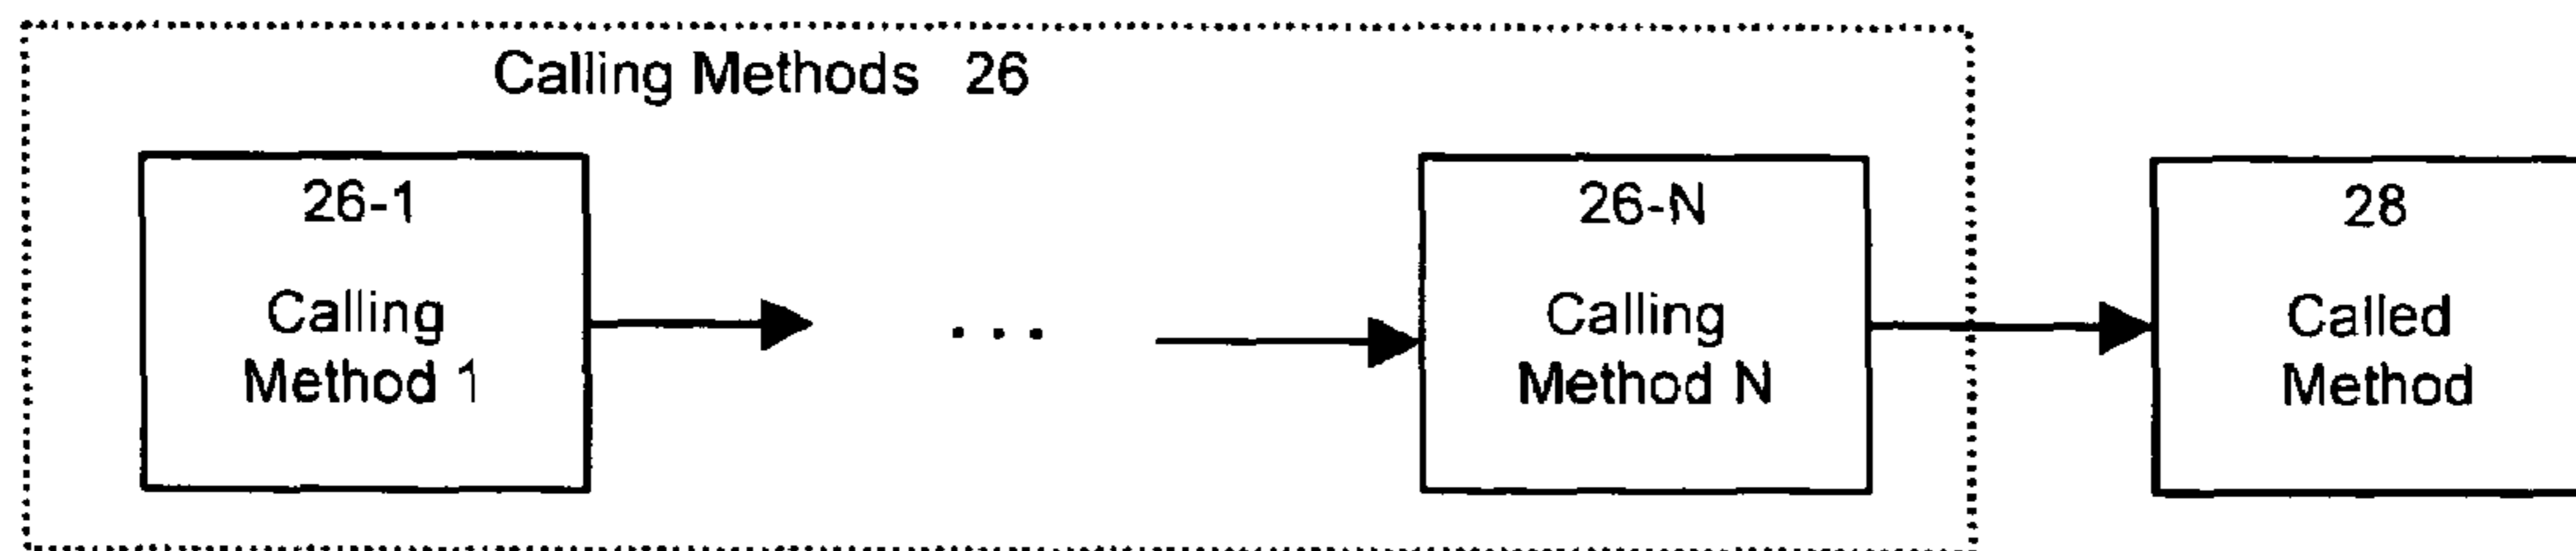 Calling Methods 26
26-1
Calling
Method 1
...
26-N
Calling
Method N
28
Called
Method